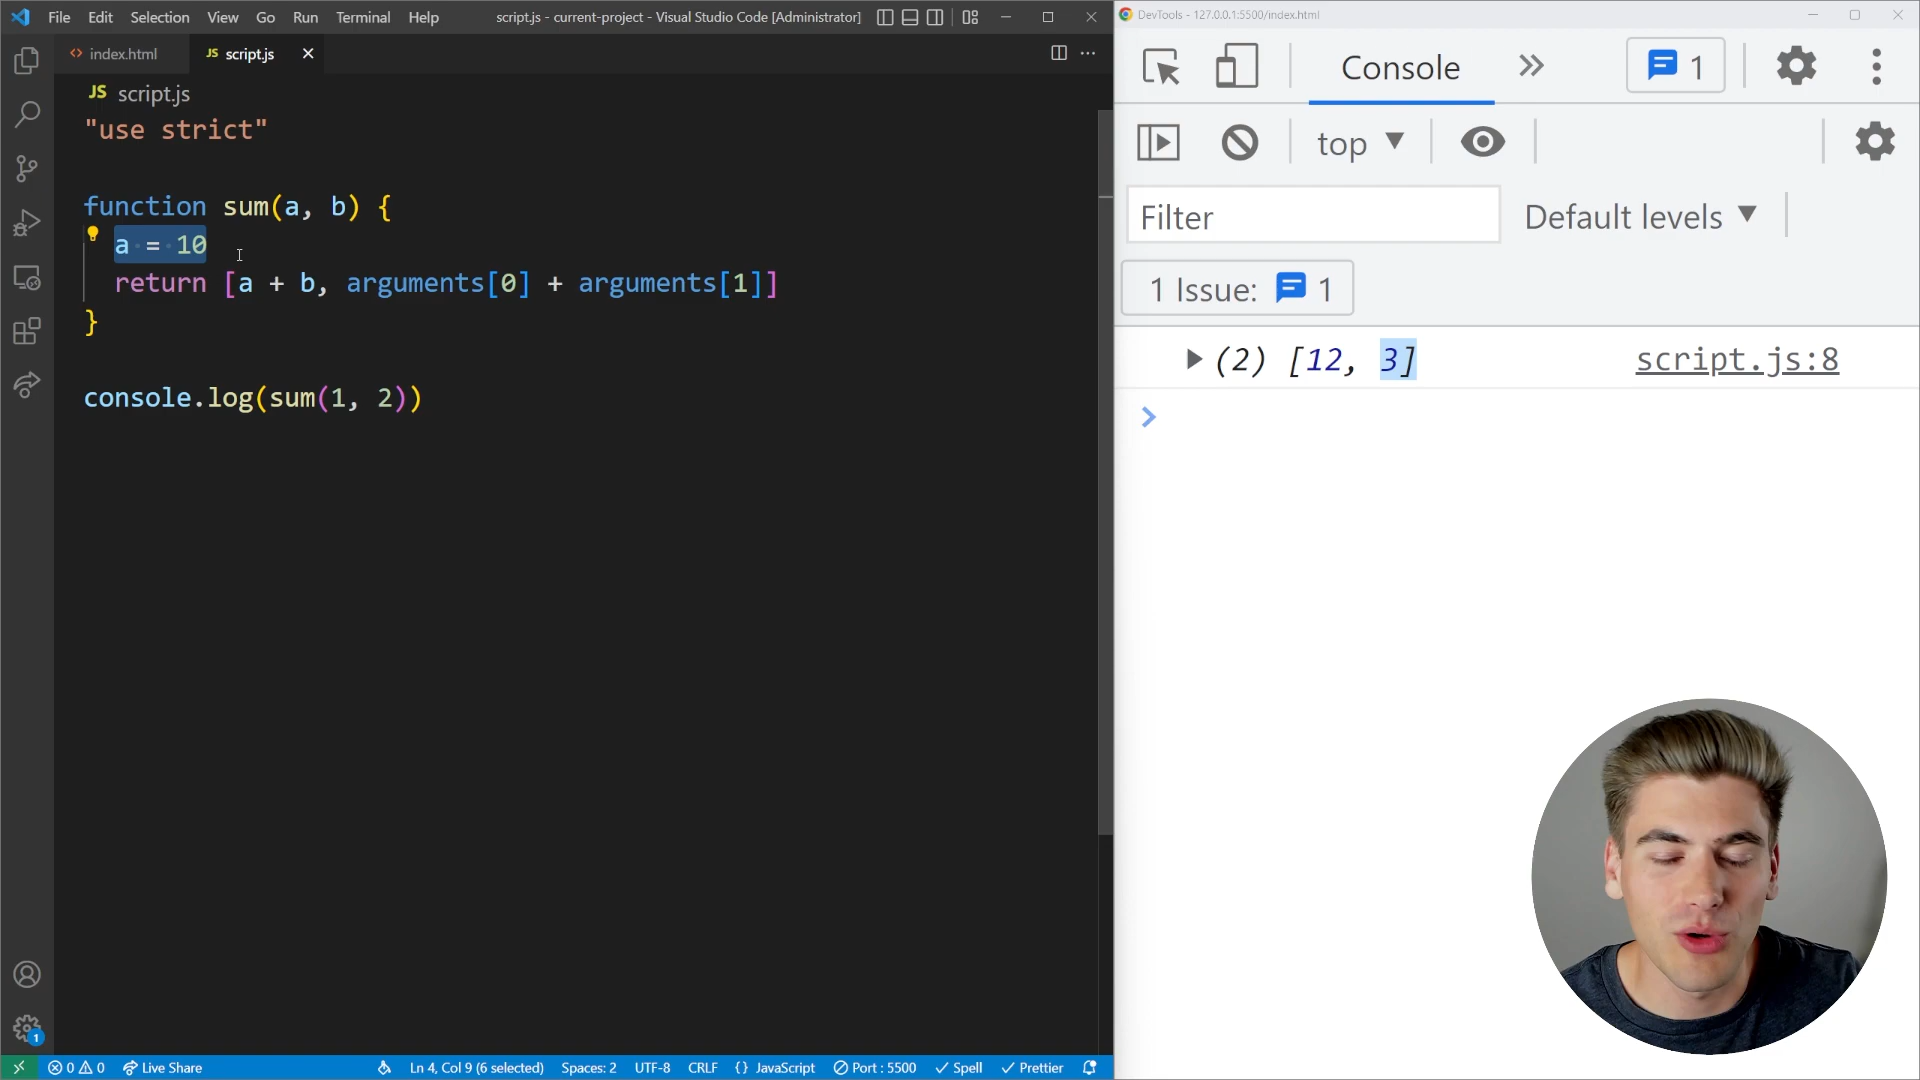 File Edit Selection View Go Run Terminal Help script.js - current-project - Visual Studio Code [Administrator]
index.html JS script.js
JS script.js
"use strict"
function sum(a, b) {
a = 10
return [a + b, arguments[0] + arguments[1]]
}
console.log(sum(1, 2))
1
0 0 Live Share Ln 4, Col 9 (6 selected) Spaces: 2 UTF-8 CRLF {} JavaScript Port : 5500 Spell Prettier
DevTools - 127.0.0.1:5500/index.html
Console 1
top
Filter Default levels
1 Issue: 1
(2) [12, 3] script.js:8